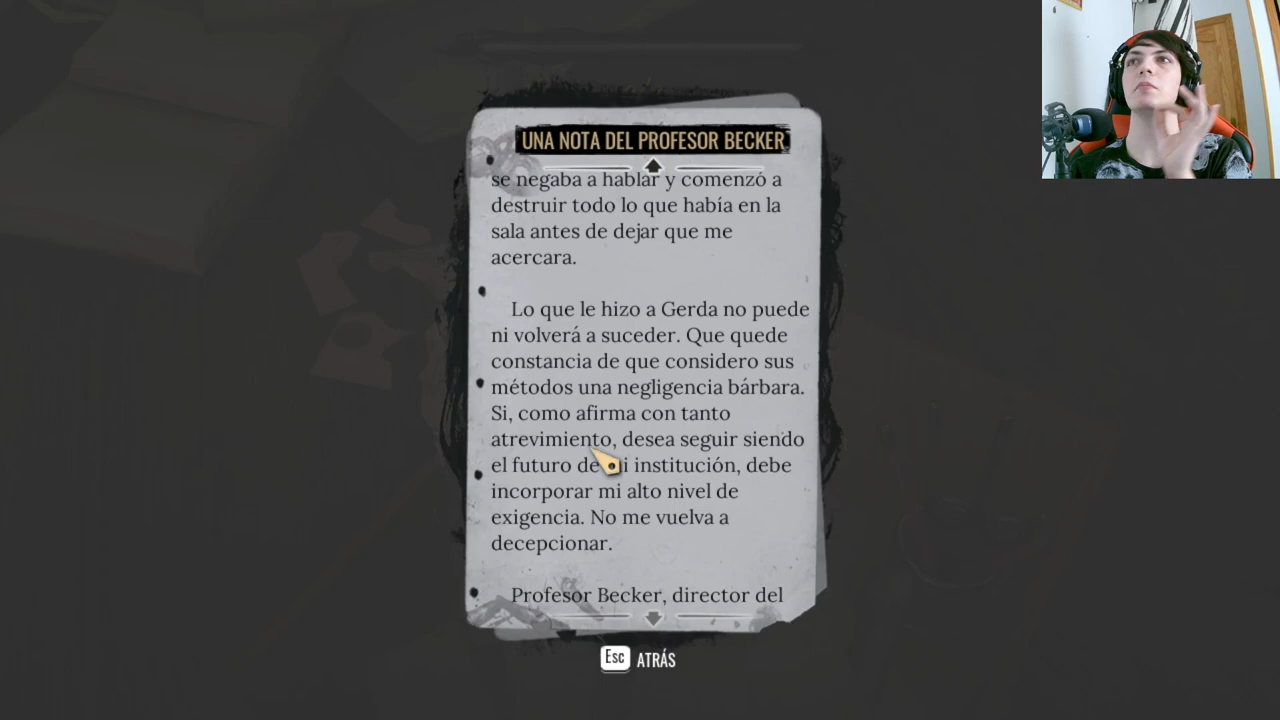 UNA NOTA DEL PROFESOR BECKER
se negaba a hablar y comenzó a
destruir todo lo que había en la
sala antes de dejar que me
acercara.
Lo que le hizo a Gerda no puede
ni volverá a suceder. Que quede
constancia de que considero sus
métodos una negligencia bárbara.
Si, como afirma con tanto
atrevimiento, desea seguir siendo
el futuro de mi institución, debe
incorporar mi alto nivel de
exigencia. No me vuelva a
decepcionar.
Profesor Becker, director del
Esc ATRÁS